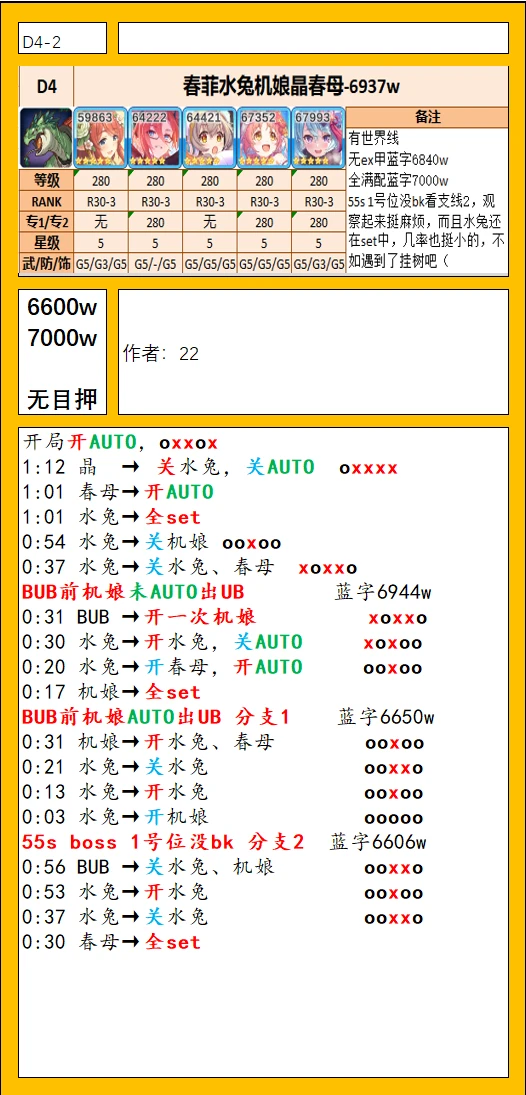 D4-2
D4 春菲水兔机娘晶春母-6937w
59863 64222 64421 67352 67993
备注
等级 280 280 280 280 280
RANK R30-3 R30-3 R30-3 R30-3 R30-3
专1/专2 无 280 无 280 280
星级 5 5 5 5 5
武/防/饰 G5/G3/G5 G5/-/G5 G5/G5/G5 G5/G5/G5 G5/G3/G5
有世界线
无ex甲蓝字6840w
全满配蓝字7000w
55s 1号位没bk看支线2，观
察起来挺麻烦，而且水兔还
在set中，几率也挺小的，不
如遇到了挂树吧（
6600w
7000w
无目押
作者：22
开局开AUTO，oxxox
1:12 晶 → 关水兔，关AUTO oxxxx
1:01 春母→开AUTO
1:01 水兔→全set
0:54 水兔→关机娘 ooxoo
0:37 水兔→关水兔、春母 xoxxo
BUB前机娘未AUTO出UB 蓝字6944w
0:31 BUB →开一次机娘 xoxxo
0:30 水兔→开水兔，关AUTO xoxoo
0:20 水兔→开春母，开AUTO ooxoo
0:17 机娘→全set
BUB前机娘AUTO出UB 分支1 蓝字6650w
0:31 机娘→开水兔、春母 ooxoo
0:21 水兔→关水兔 ooxxo
0:13 水兔→开水兔 ooxoo
0:03 水兔→开机娘 ooooo
55s boss 1号位没bk 分支2 蓝字6606w
0:56 BUB →关水兔、机娘 ooxxo
0:53 水兔→开水兔 ooxoo
0:37 水兔→关水兔 ooxxo
0:30 春母→全set